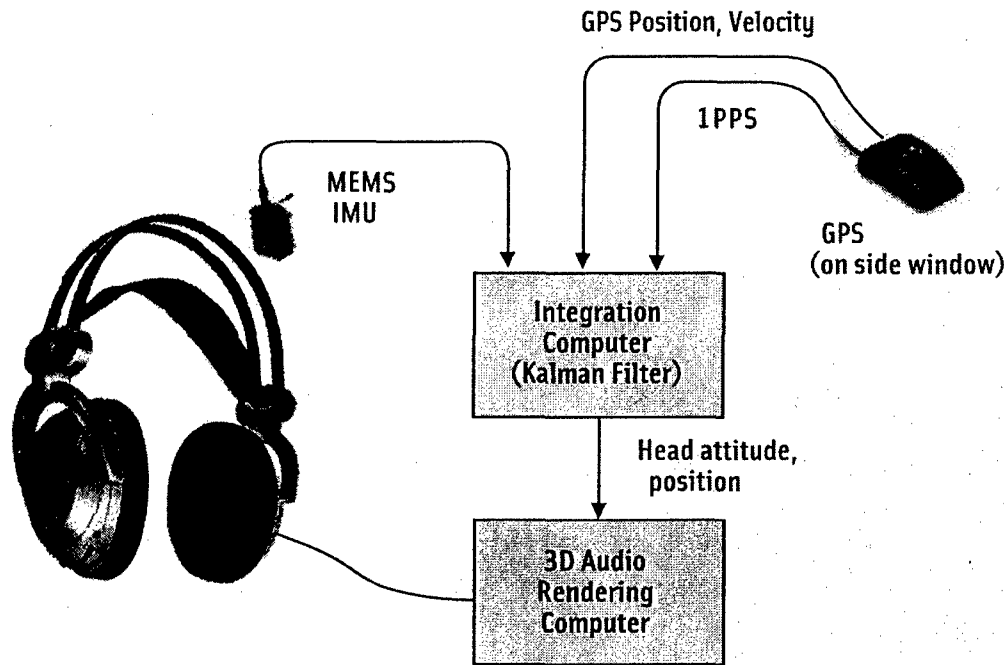 GPS Position, Velocity
1PPS
MEMS
IMU
GPS
(on side window)
Integration
Computer
(Kalman Filter)
Head attitude,
position
3D Audio
Rendering
Computer